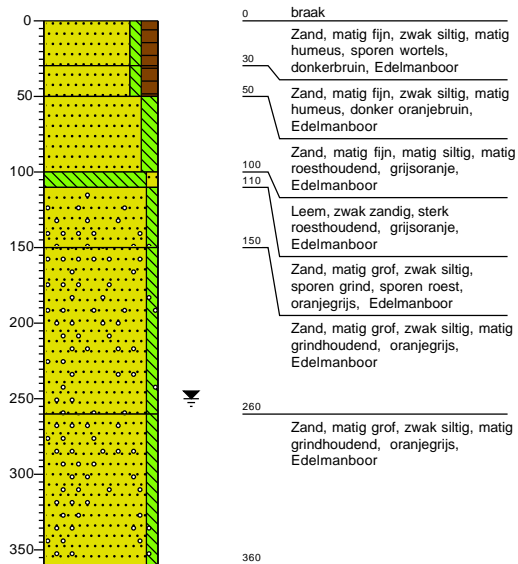 0
50
100
150
200
250
300
350
0
braak
Zand, matig fijn, zwak siltig, matig
humeus, sporen wortels,
donkerbruin, Edelmanboor
30
Zand, matig fijn, zwak siltig, matig
humeus, donker oranjebruin,
Edelmanboor
50
Zand, matig fijn, matig siltig, matig
roesthoudend, grijsoranje,
Edelmanboor
100
Leem, zwak zandig, sterk
roesthoudend, grijsoranje,
Edelmanboor
110
Zand, matig grof, zwak siltig,
sporen grind, sporen roest,
oranjegrijs, Edelmanboor
150
Zand, matig grof, zwak siltig, matig
grindhoudend, oranjegrijs,
Edelmanboor
260
Zand, matig grof, zwak siltig, matig
grindhoudend, oranjegrijs,
Edelmanboor
360